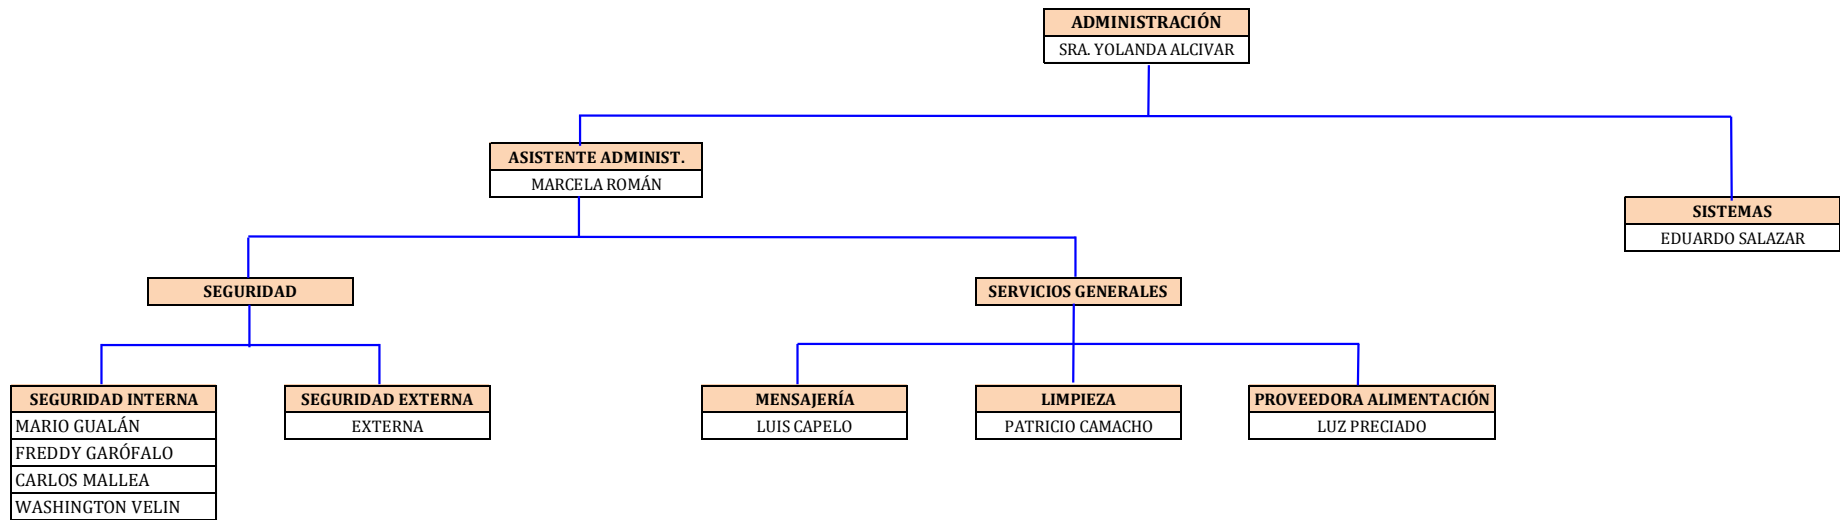 ADMINISTRACIÓN
SRA. YOLANDA ALCIVAR
ASISTENTE ADMINIST.
MARCELA ROMÁN
SISTEMAS
EDUARDO SALAZAR
SEGURIDAD
SERVICIOS GENERALES
SEGURIDAD INTERNA
MARIO GUALÁN
FREDDY GARÓFALO
CARLOS MALLEA
WASHINGTON VELIN
SEGURIDAD EXTERNA
EXTERNA
MENSAJERÍA
LUIS CAPELO
LIMPIEZA
PATRICIO CAMACHO
PROVEEDORA ALIMENTACIÓN
LUZ PRECIADO